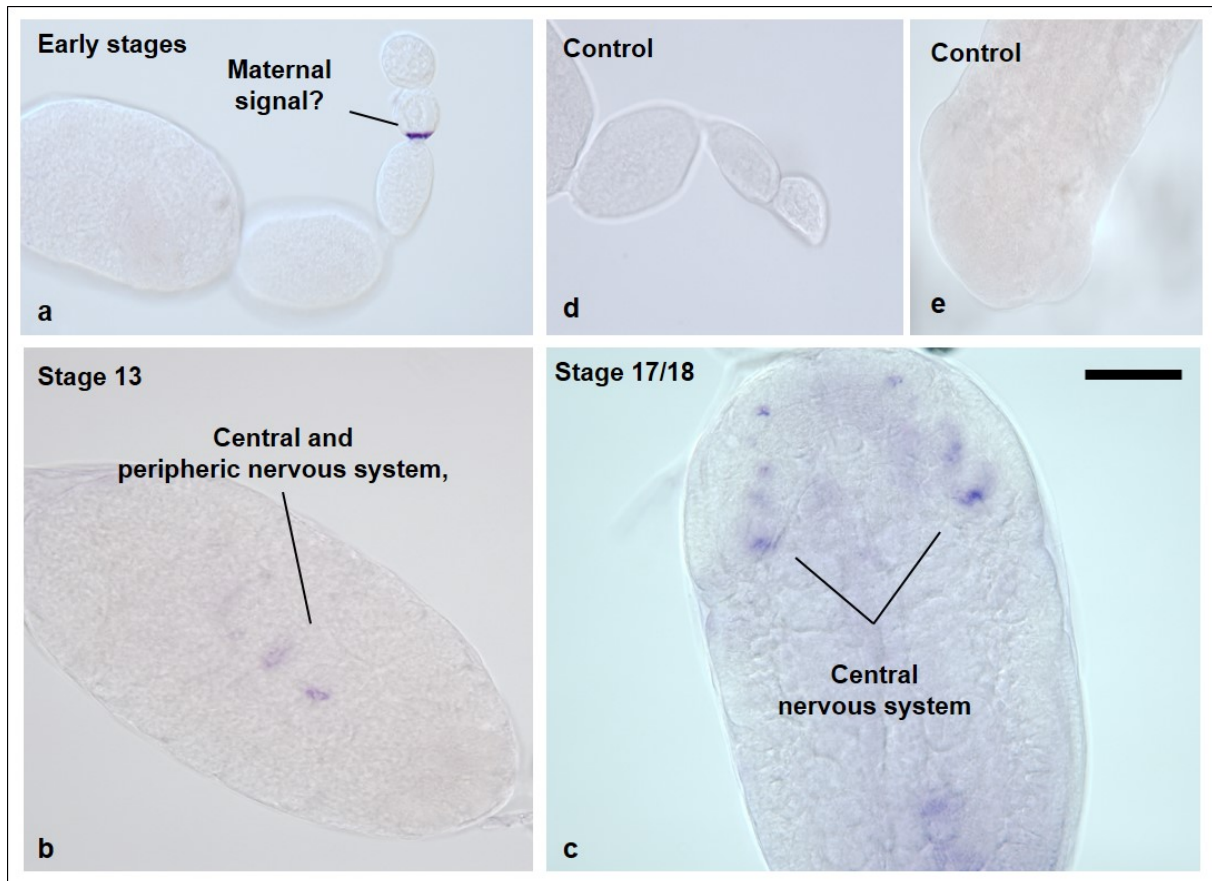 Early stages
Maternal
signal?
a
Control
d
Control
e
Stage 13
Central and
peripheric nervous system,
b
Stage 17/18
Central
nervous system
c